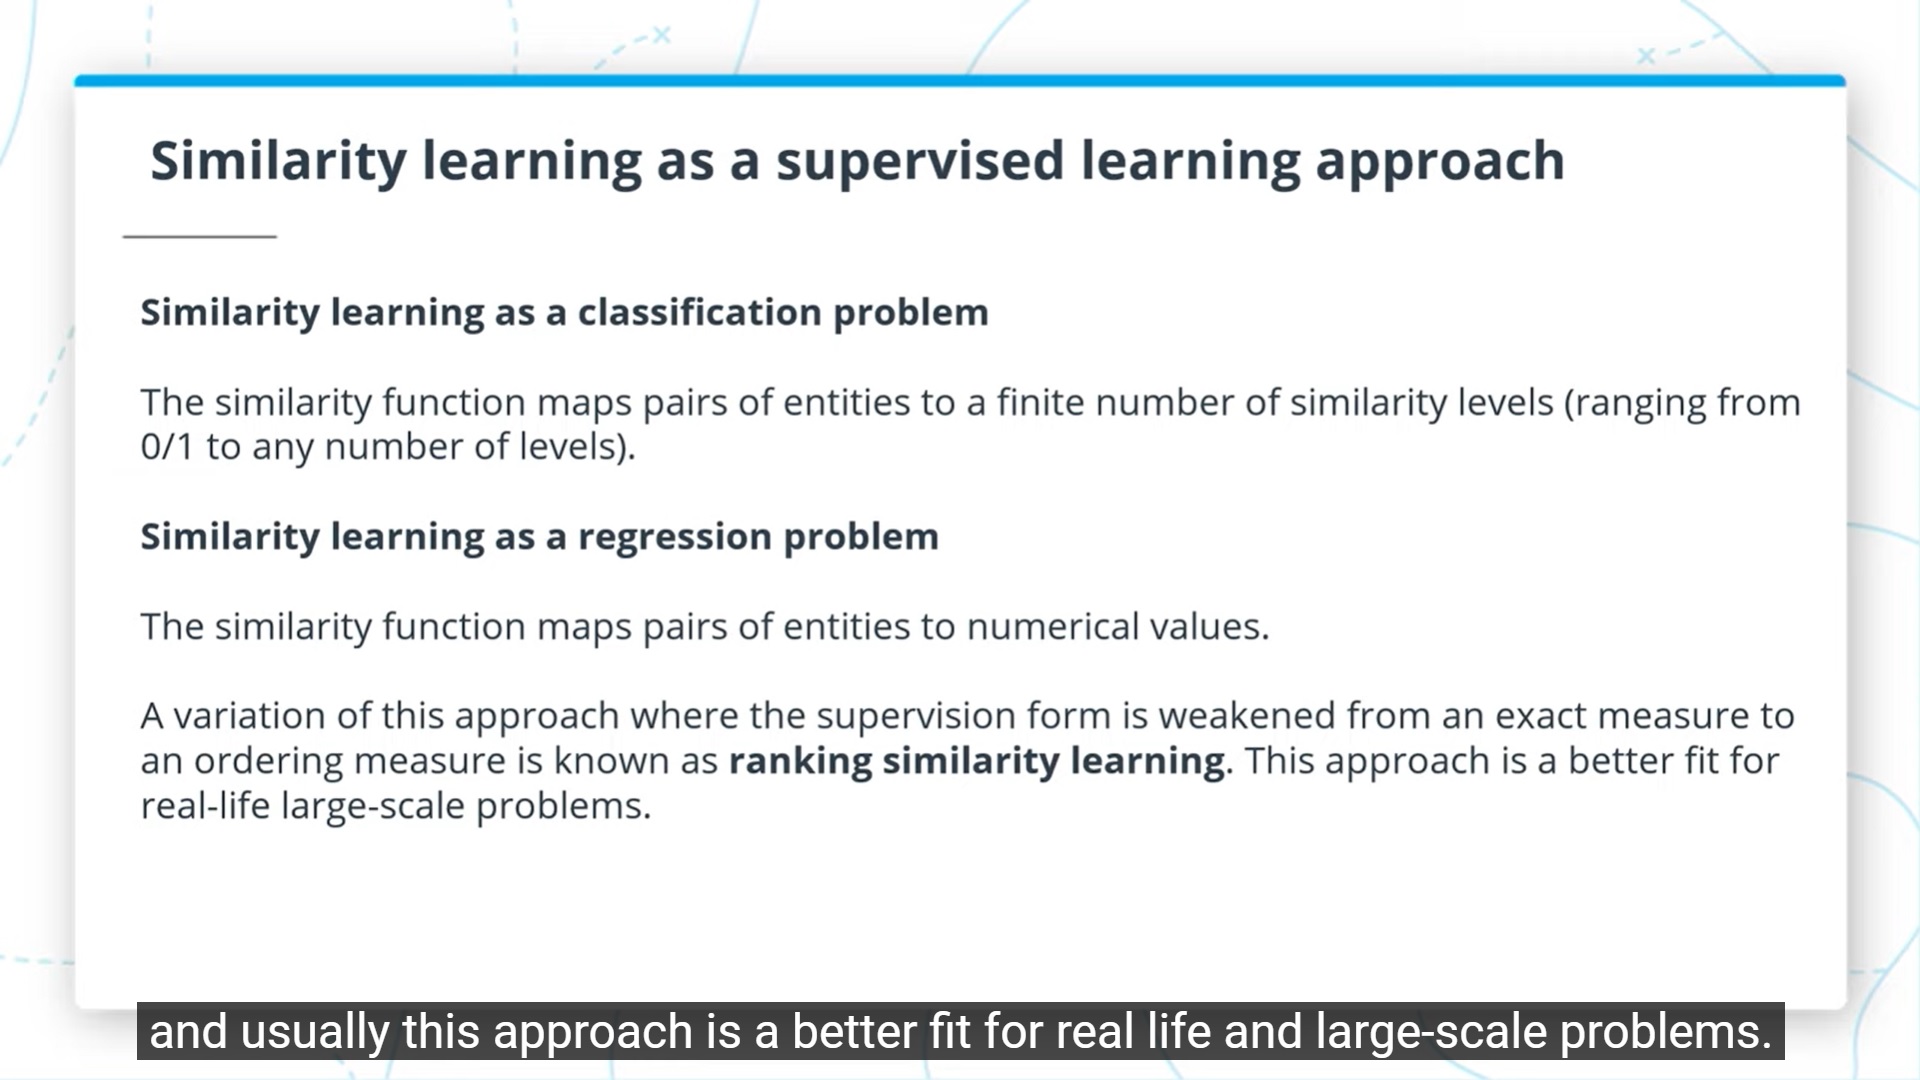 Similarity learning as a supervised learning approach
Similarity learning as a classification problem
The similarity function maps pairs of entities to a finite number of similarity levels (ranging from
0/1 to any number of levels).
Similarity learning as a regression problem
The similarity function maps pairs of entities to numerical values.
A variation of this approach where the supervision form is weakened from an exact measure to
an ordering measure is known as ranking similarity learning. This approach is a better fit for
real-life large-scale problems.
and usually this approach is a better fit for real life and large-scale problems.